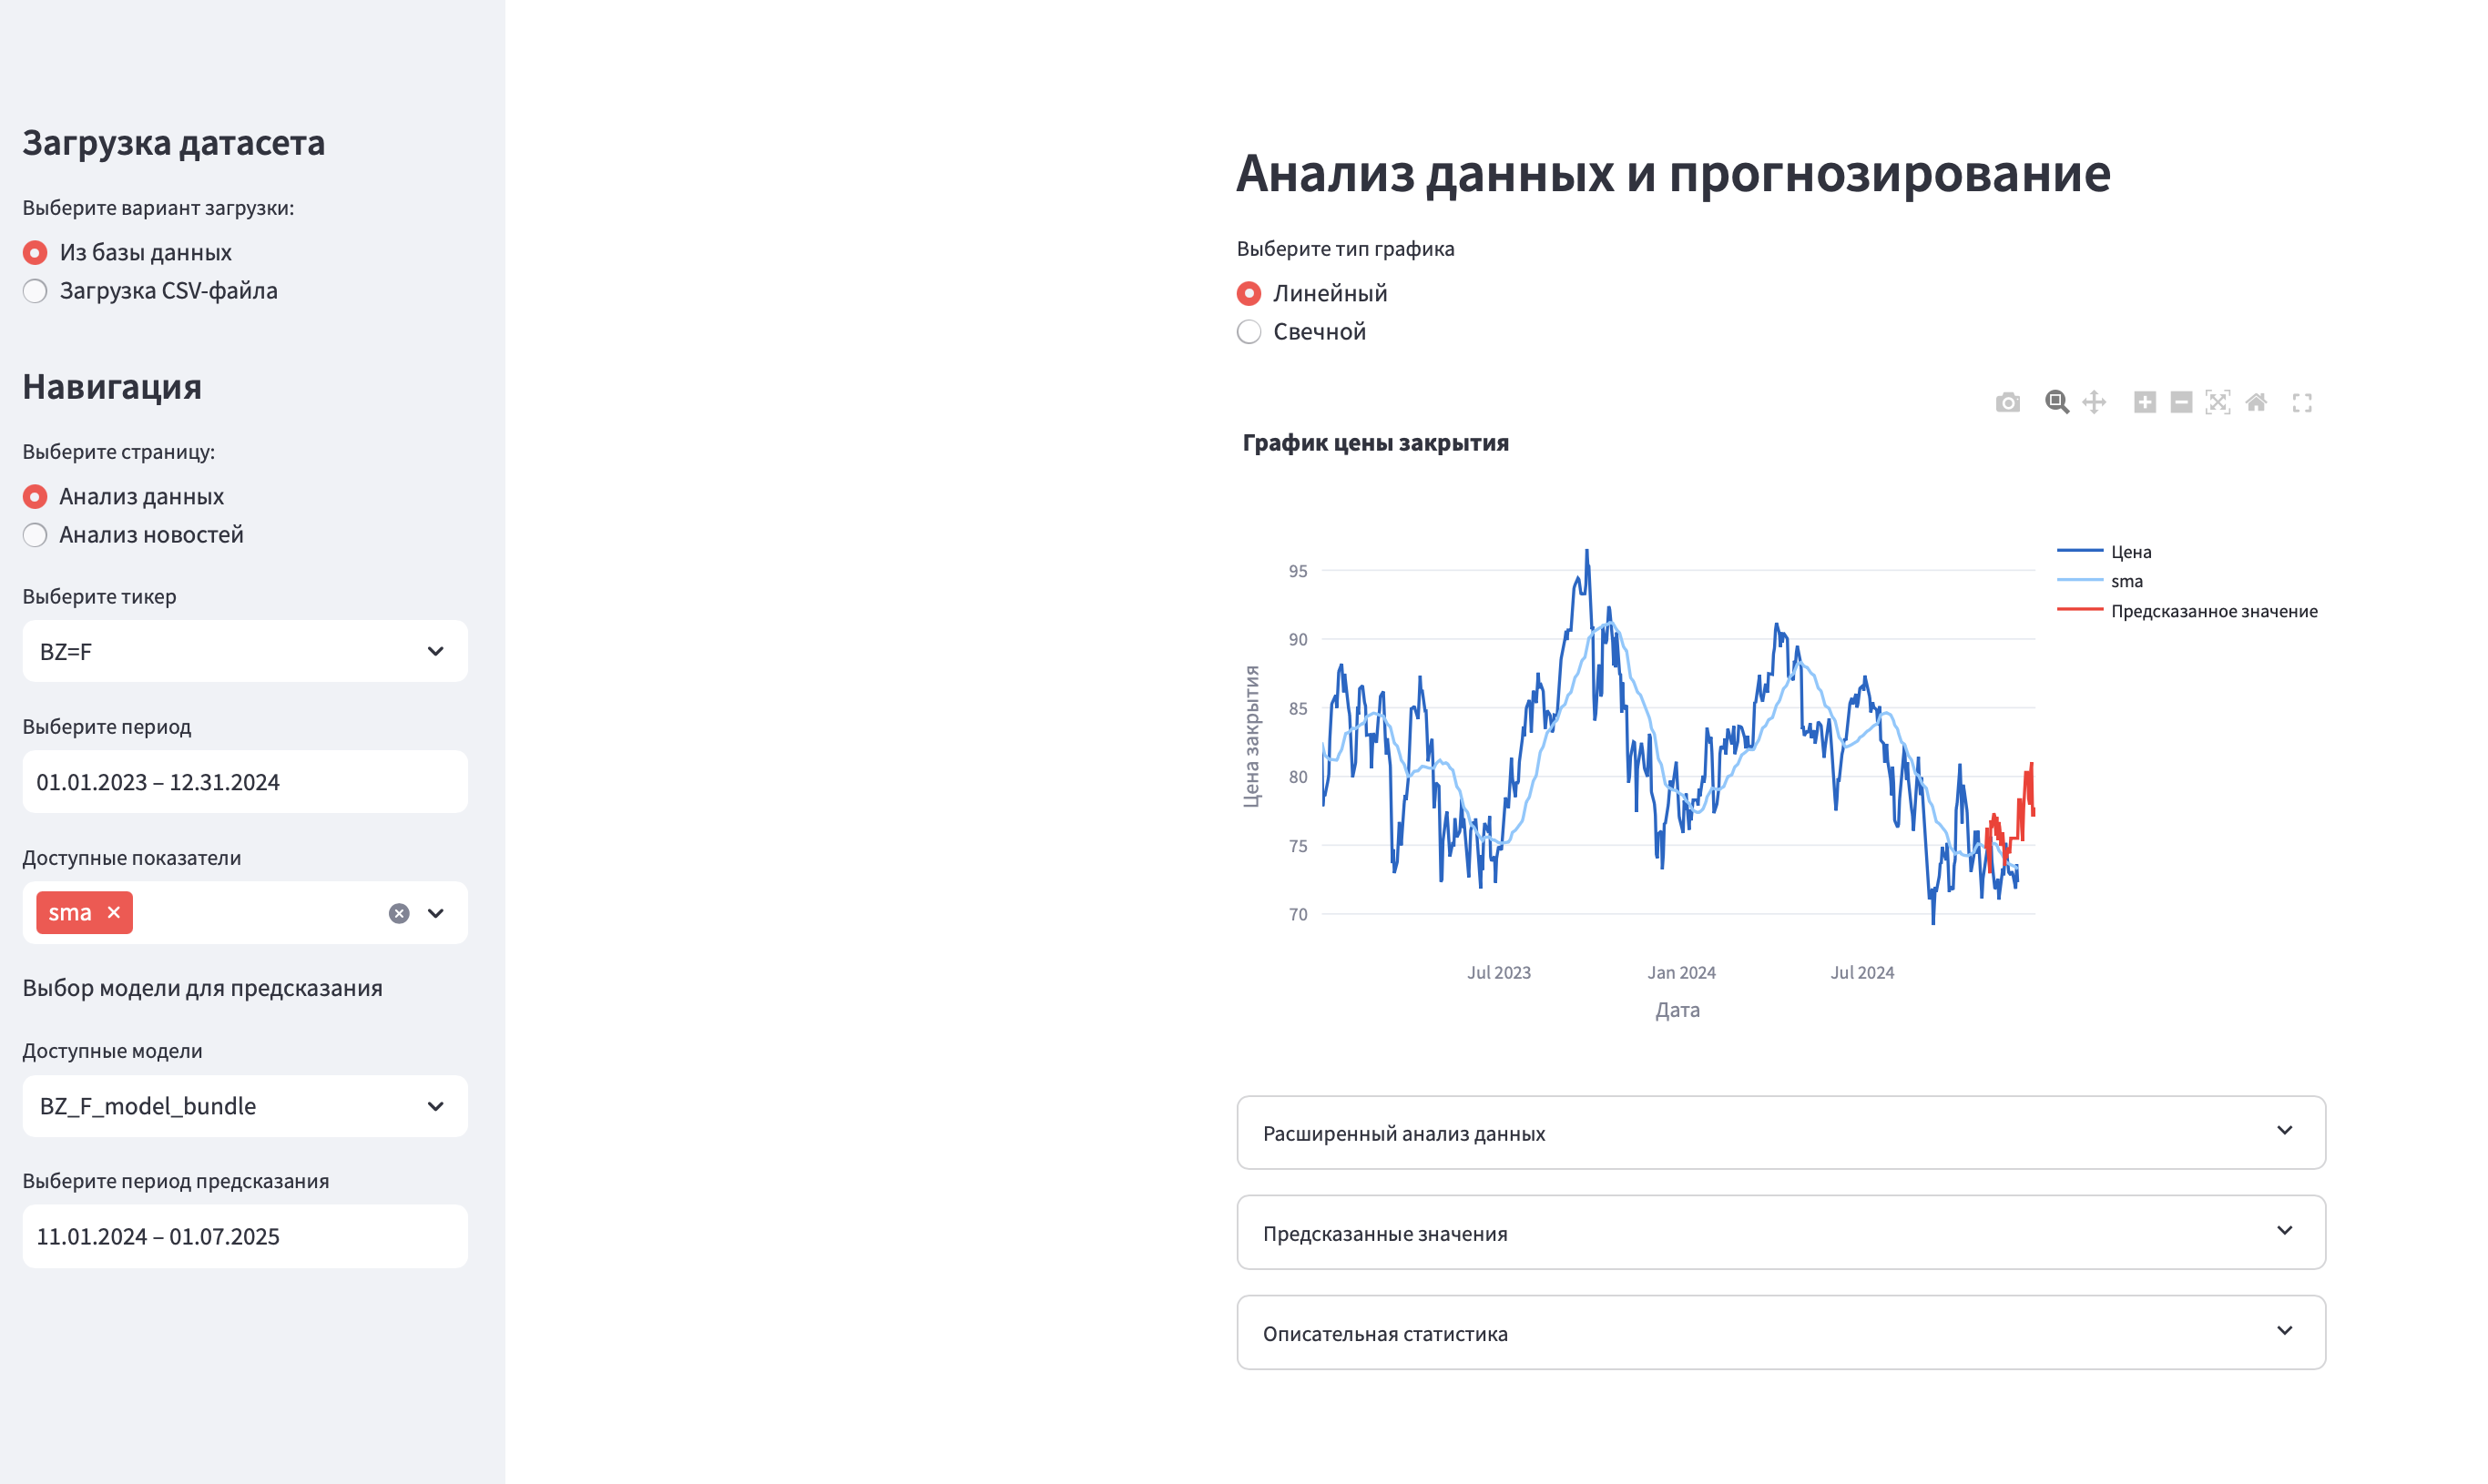 Загрузка датасета
Выберите вариант загрузки:
Из базы данных
Загрузка CSV-файла
Навигация
Выберите страницу:
Анализ данных
Анализ новостей
Выберите тикер
BZ=F
Выберите период
01.01.2023 – 12.31.2024
Доступные показатели
sma
Выбор модели для предсказания
Доступные модели
BZ_F_model_bundle
Выберите период предсказания
11.01.2024 – 01.07.2025
Анализ данных и прогнозирование
Выберите тип графика
Линейный
Свечной
График цены закрытия
Цена
sma
Предсказанное значение
95
90
85
80
75
70
Цена закрытия
Jul 2023
Jan 2024
Jul 2024
Дата
Расширенный анализ данных
Предсказанные значения
Описательная статистика